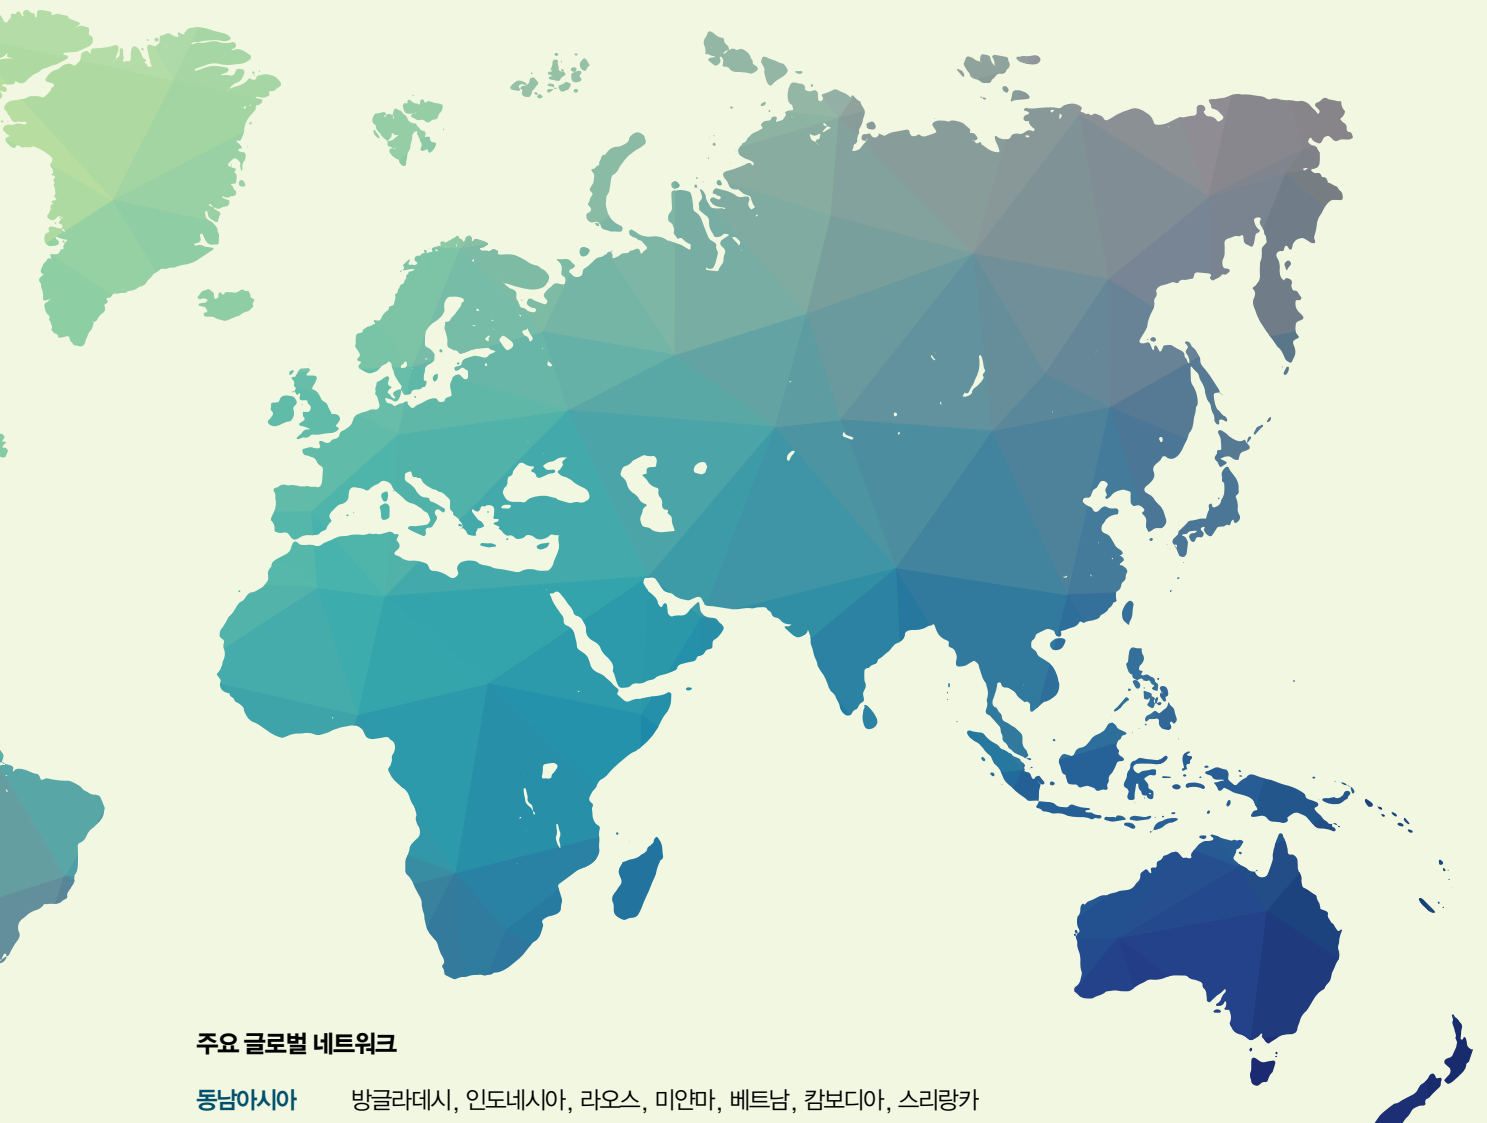 주요 글로벌 네트워크
동남아시아 방글라데시, 인도네시아, 라오스, 미얀마, 베트남, 캄보디아, 스리랑카